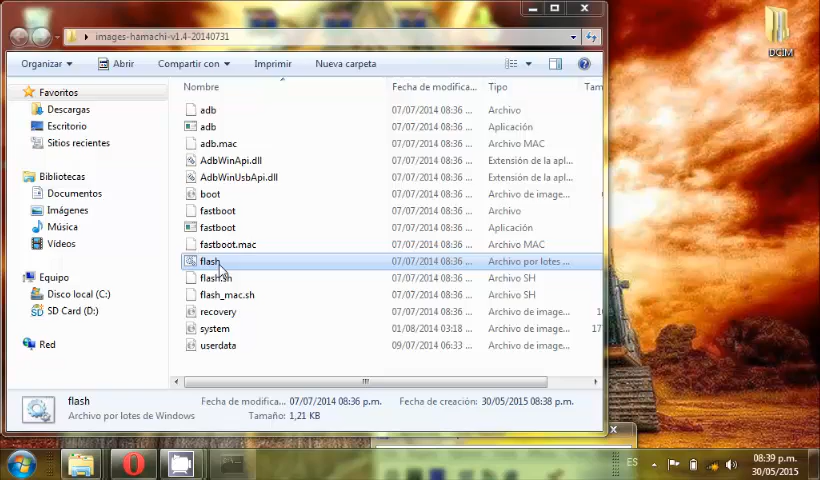 images-hamachi-v1.4-20140731
DCIM
Organizar Abrir Compartir con Imprimir Nueva carpeta
Favoritos
Descargas
Escritorio
Sitios recientes
Bibliotecas
Documentos
Imágenes
Música
Vídeos
Equipo
Disco local (C:)
SD Card (D:)
Red
Nombre Fecha de modifica... Tipo Tam
adb 07/07/2014 08:36 ... Archivo
adb 07/07/2014 08:36 ... Aplicación
adb.mac 07/07/2014 08:36 ... Archivo MAC
AdbWinApi.dll 07/07/2014 08:36 ... Extensión de la apl...
AdbWinUsbApi.dll 07/07/2014 08:36 ... Extensión de la apl...
boot 07/07/2014 08:36 ... Archivo de image...
fastboot 07/07/2014 08:36 ... Archivo
fastboot 07/07/2014 08:36 ... Aplicación
fastboot.mac 07/07/2014 08:36 ... Archivo MAC
flash 07/07/2014 08:36 ... Archivo por lotes ...
flash.sh 07/07/2014 08:36 ... Archivo SH
flash_mac.sh 07/07/2014 08:36 ... Archivo SH
recovery 07/07/2014 08:36 ... Archivo de image... 10
system 01/08/2014 03:18 ... Archivo de image... 17
userdata 09/07/2014 06:33 ... Archivo de image...
flash Fecha de modifica... 07/07/2014 08:36 p.m. Fecha de creación: 30/05/2015 08:38 p.m.
Archivo por lotes de Windows Tamaño: 1,21 KB
ES 08:39 p.m.
30/05/2015